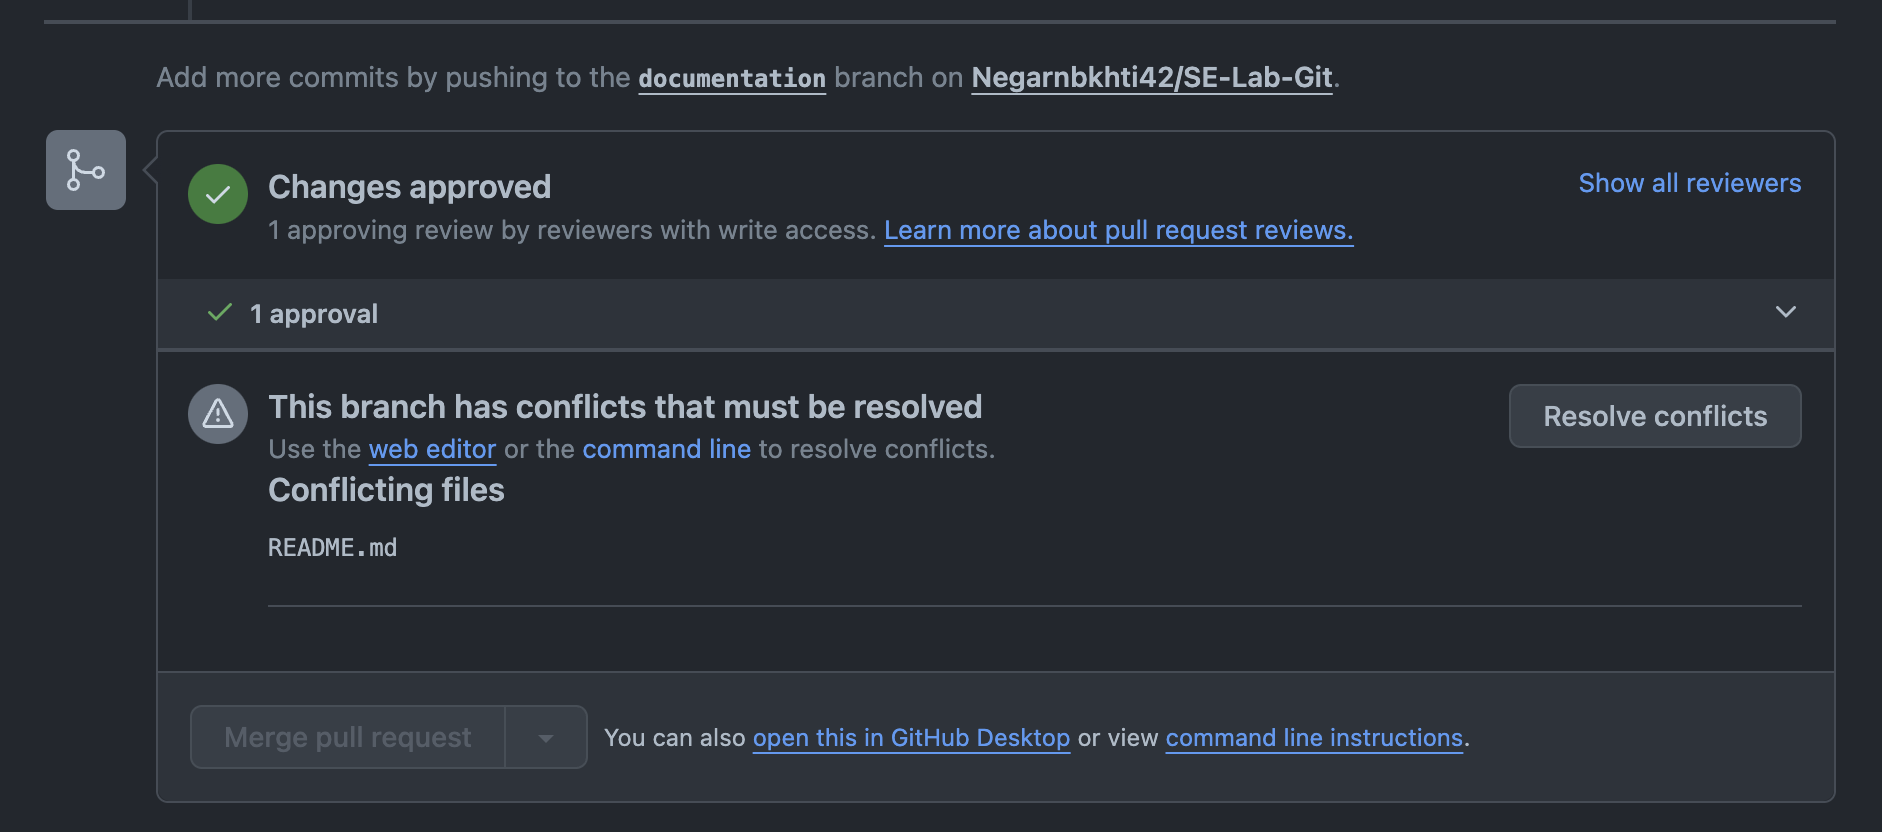 Add more commits by pushing to the documentation branch on Negarnbkhti42/SE-Lab-Git.
Changes approved
Show all reviewers
1 approving review by reviewers with write access. Learn more about pull request reviews.
1 approval
This branch has conflicts that must be resolved
Resolve conflicts
Use the web editor or the command line to resolve conflicts.
Conflicting files
README.md
Merge pull request
You can also open this in GitHub Desktop or view command line instructions.